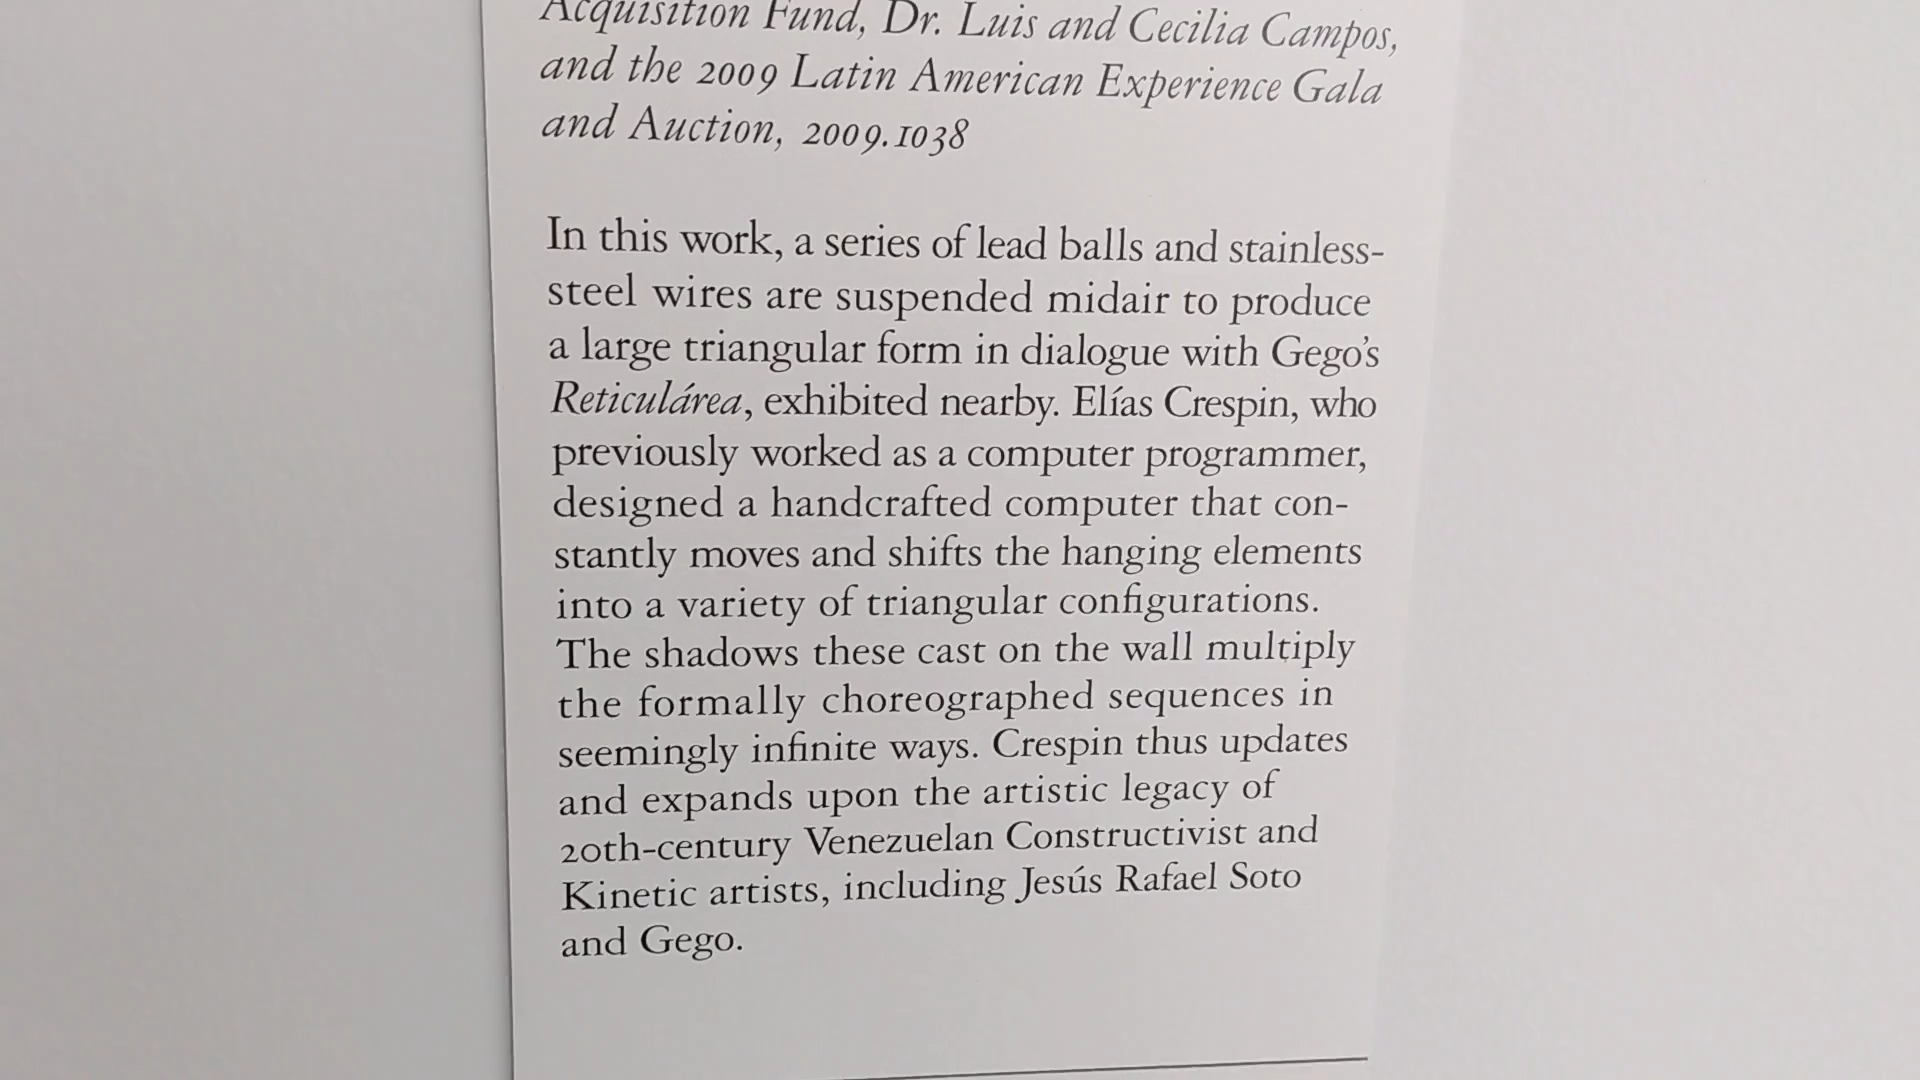 Acquisition Fund, Dr. Luis and Cecilia Campos,
and the 2009 Latin American Experience Gala
and Auction, 2009.1038
In this work, a series of lead balls and stainless-
steel wires are suspended midair to produce
a large triangular form in dialogue with Gego’s
Reticulárea, exhibited nearby. Elías Crespin, who
previously worked as a computer programmer,
designed a handcrafted computer that con-
stantly moves and shifts the hanging elements
into a variety of triangular configurations.
The shadows these cast on the wall multiply
the formally choreographed sequences in
seemingly infinite ways. Crespin thus updates
and expands upon the artistic legacy of
20th-century Venezuelan Constructivist and
Kinetic artists, including Jesús Rafael Soto
and Gego.